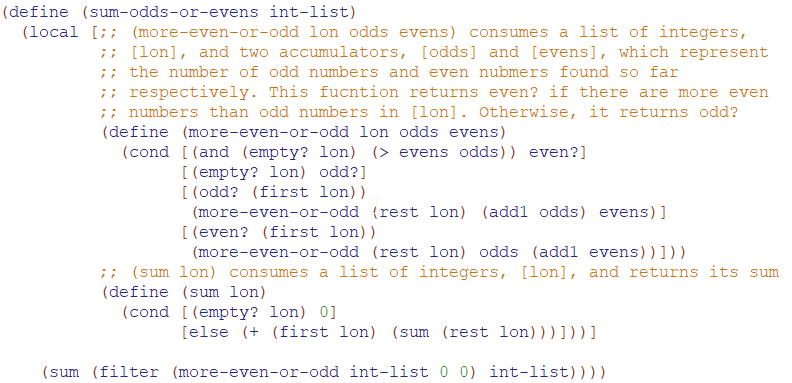 (define (sum-odds-or-evens int-list)
  (local [;; (more-even-or-odd lon odds evens) consumes a list of integers,
          ;; [lon], and two accumulators, [odds] and [evens], which represent
          ;; the number of odd numbers and even nubmers found so far
          ;; respectively. This fucntion returns even? if there are more even
          ;; numbers than odd numbers in [lon]. Otherwise, it returns odd?
          (define (more-even-or-odd lon odds evens)
            (cond [(and (empty? lon) (> evens odds)) even?]
                  [(empty? lon) odd?]
                  [(odd? (first lon))
                   (more-even-or-odd (rest lon) (add1 odds) evens)]
                  [(even? (first lon))
                   (more-even-or-odd (rest lon) odds (add1 evens))]))
          ;; (sum lon) consumes a list of integers, [lon], and returns its sum
          (define (sum lon)
            (cond [(empty? lon) 0]
                  [else (+ (first lon) (sum (rest lon)))]))]

    (sum (filter (more-even-or-odd int-list 0 0) int-list))))